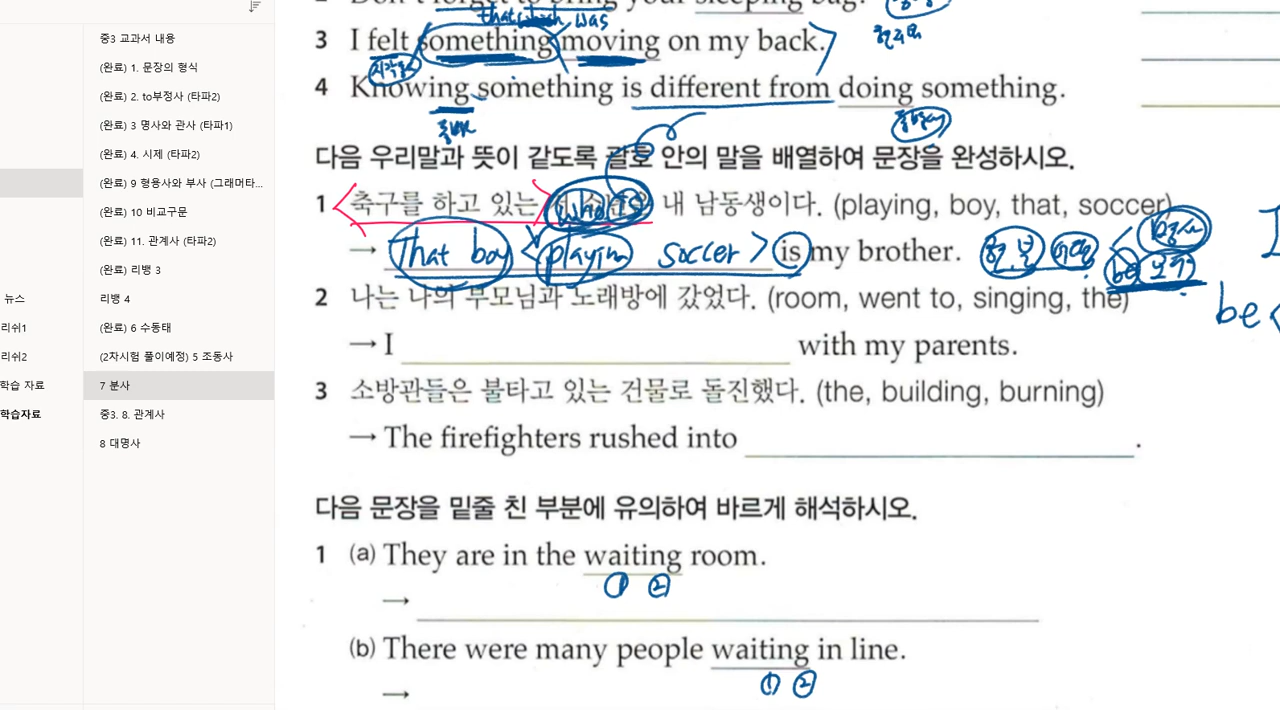 중3 교과서 내용
(완료) 1. 문장의 형식
(완료) 2. to부정사 (타파2)
(완료) 3 명사와 관사 (타파1)
(완료) 4. 시제 (타파2)
(완료) 9 형용사와 부사 (그래머타...
(완료) 10 비교구문
(완료) 11. 관계사 (타파2)
(완료) 리뱅 3
뉴스
리뱅 4
리쉬1
(완료) 6 수동태
리쉬2
(2차시험 풀이예정) 5 조동사
학습 자료
7 분사
학습자료
중3. 8. 관계사
8 대명사
your sleeping bag.
that which was
3 I felt something moving on my back.
4 Knowing something is different from doing something.
다음 우리말과 뜻이 같도록 괄호 안의 말을 배열하여 문장을 완성하시오.
1 축구를 하고 있는 who is 내 남동생이다. (playing, boy, that, soccer)
→ That boy < playing soccer > is my brother.
be
2 나는 나의 부모님과 노래방에 갔었다. (room, went to, singing, the)
be
→ I with my parents.
3 소방관들은 불타고 있는 건물로 돌진했다. (the, building, burning)
→ The firefighters rushed into .
다음 문장을 밑줄 친 부분에 유의하여 바르게 해석하시오.
1 (a) They are in the waiting room.
① ②
→
(b) There were many people waiting in line.
① ②
→